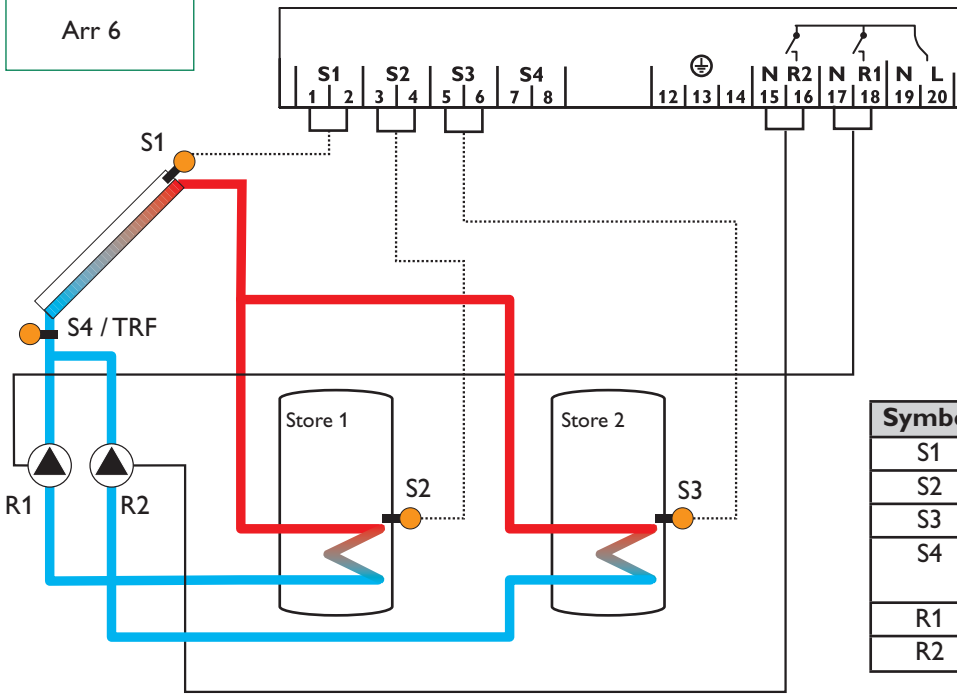 Arr 6
S1 S2 S3 S4 N R2 N R1 N L
1 2 3 4 5 6 7 8 12 13 14 15 16 17 18 19 20
S1
S4 / TRF
Store 1
Store 2
S2
S3
R1
R2
Symbo
S1
S2
S3
S4
R1
R2